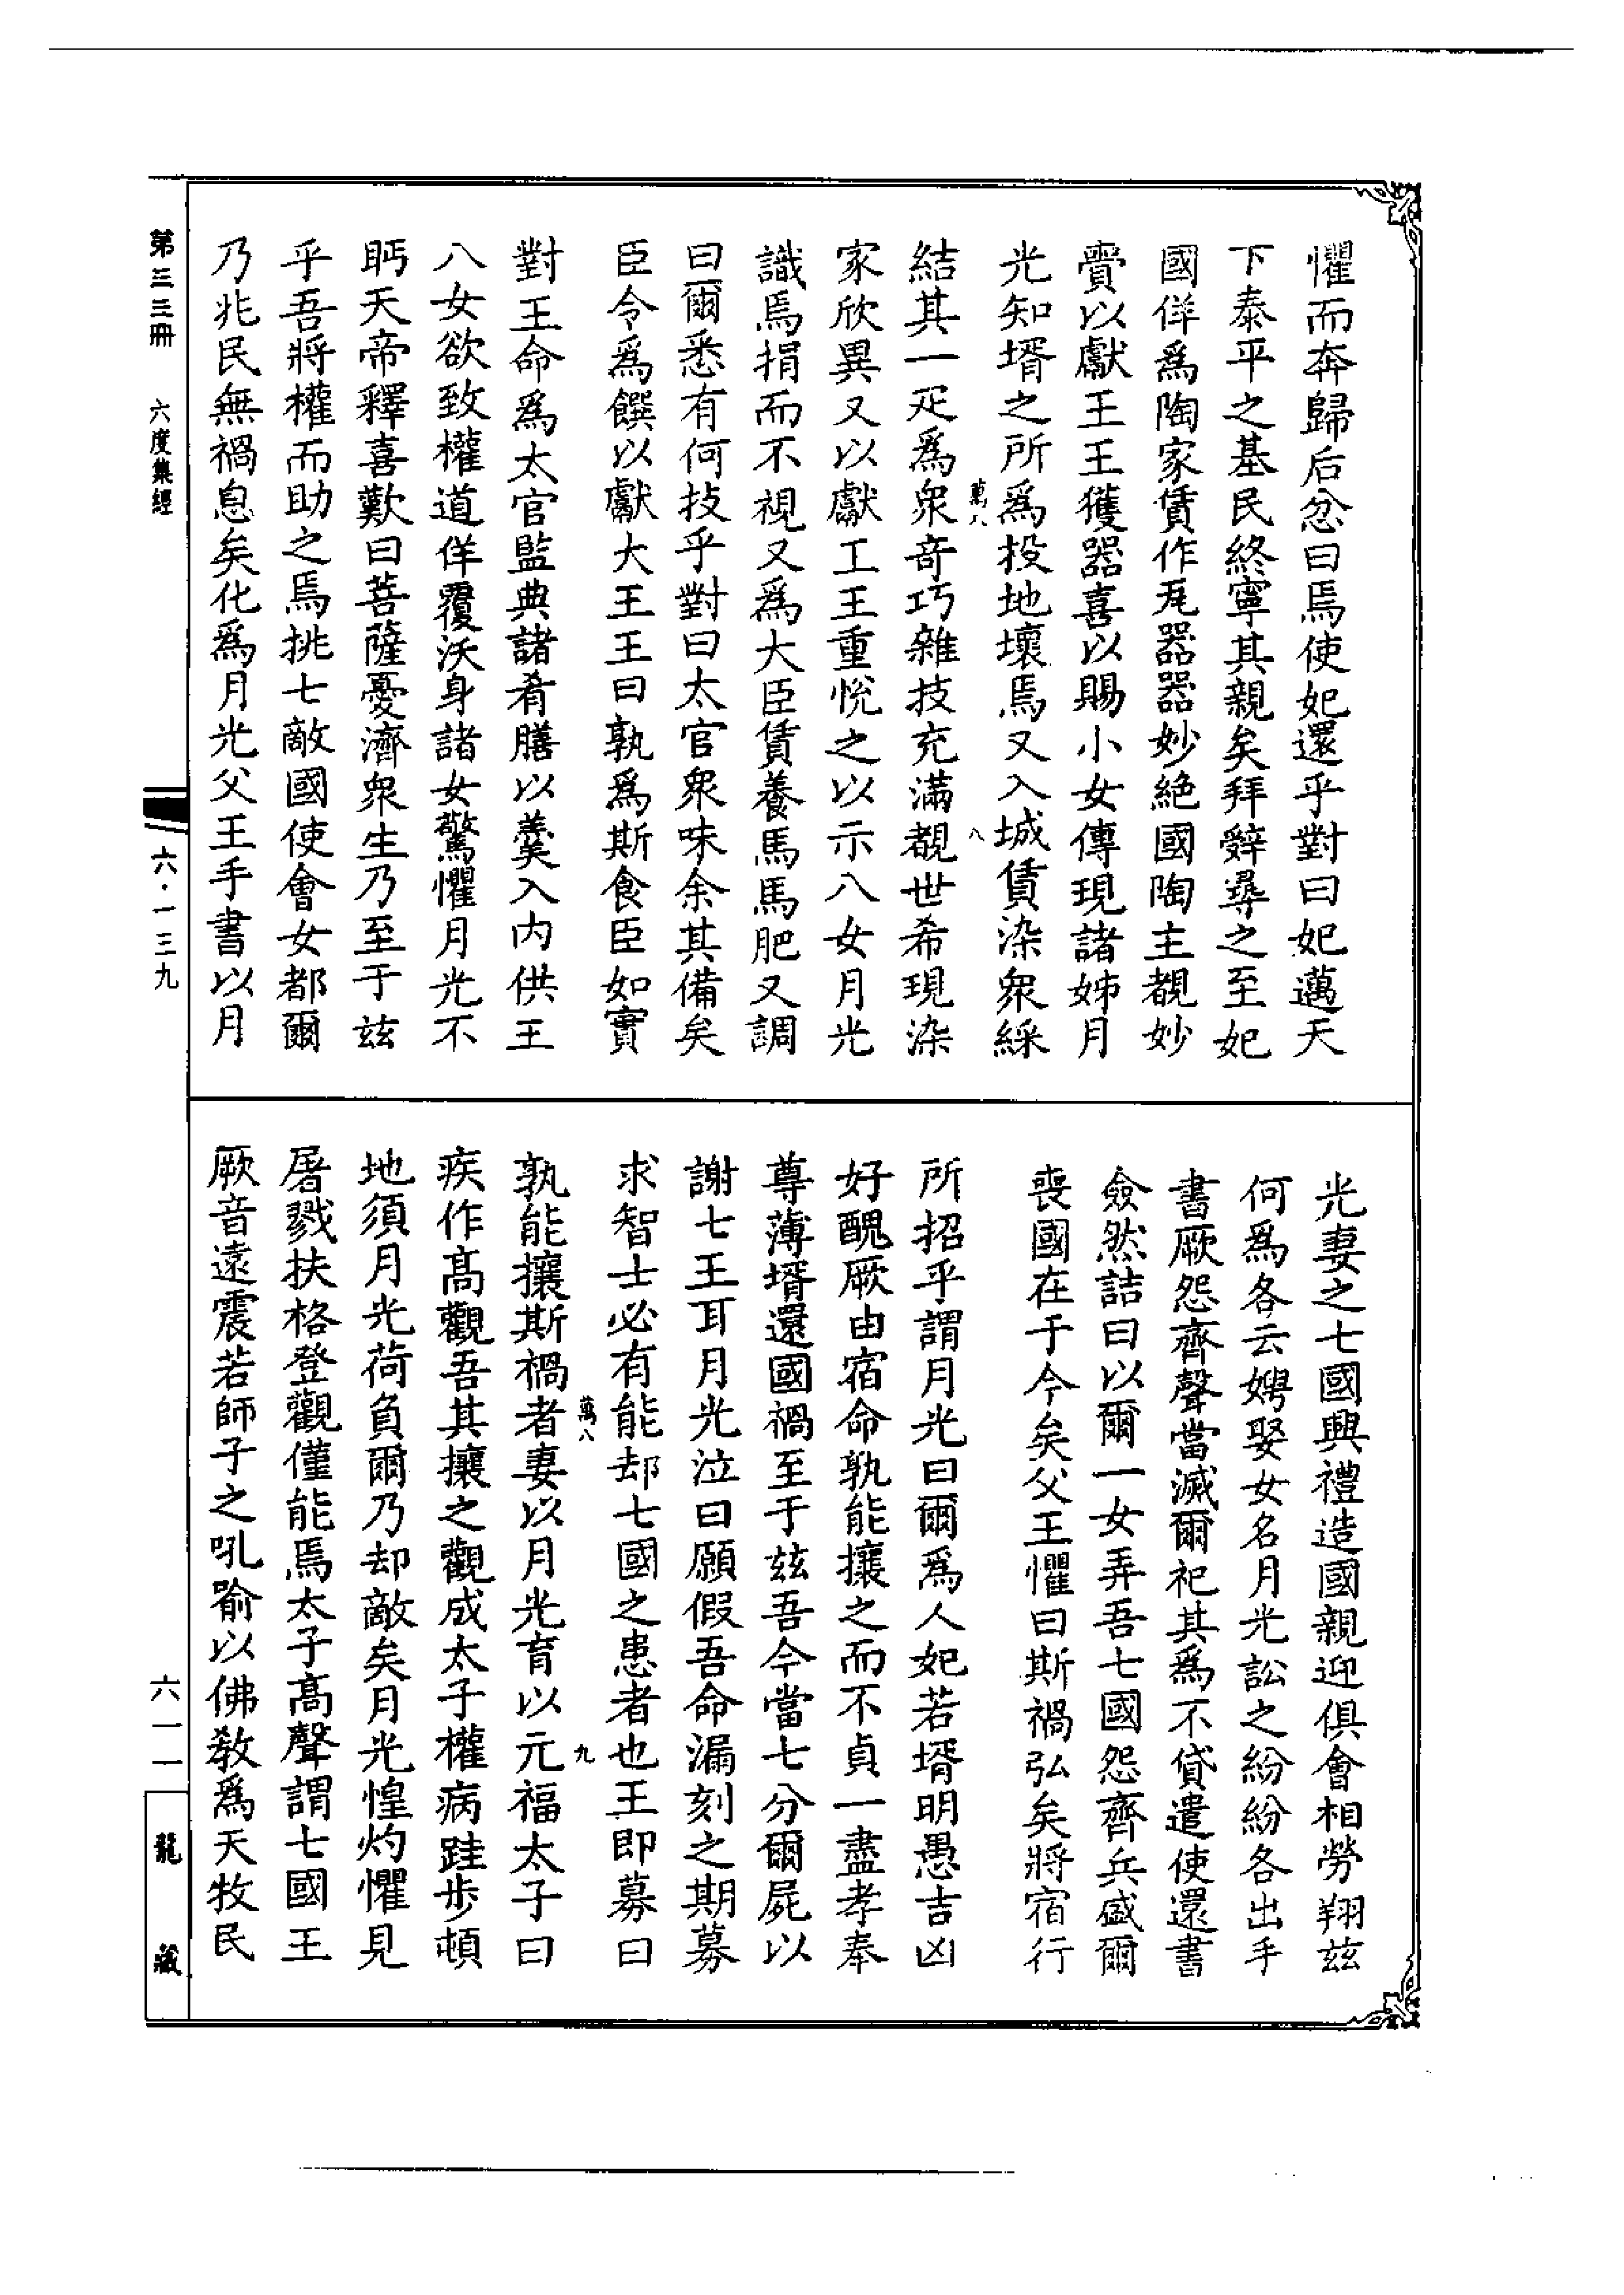 懼而奔歸后忿曰焉使妃還乎對曰妃邁天
下泰平之基民終寧其親矣拜辭尋之至妃
國佯爲陶家賃作瓦器器妙絕國陶主覩妙
賣以獻王王獲器喜以賜小女傳現諸姊月
光知壻之所爲投地壞焉又入城賃染衆綵
萬八
八
結其一疋爲衆奇巧雜技充滿覩世希現染
家欣異又以獻工王重悅之以示八女月光
識焉捐而不視又爲大臣賃養馬馬肥又調
曰爾悉有何技乎對曰太官衆味余其備矣
臣令爲饌以獻大王王曰孰爲斯食臣如實
對王命爲太官監典諸肴膳以羹入内供王
八女欲致權道佯覆沃身諸女驚懼月光不
眄天帝釋喜歎曰菩薩憂濟衆生乃至于兹
乎吾將權而助之焉挑七敵國使會女都爾
乃兆民無禍息矣化爲月光父王手書以月
光妻之七國興禮造國親迎俱會相勞翔兹
何爲各云娉娶女名月光訟之紛紛各出手
書厥怨齊聲當滅爾祀其爲不貸遣使還書
僉然詰曰以爾一女弄吾七國怨齊兵盛爾
喪國在于今矣父王懼曰斯禍弘矣將宿行
所招乎謂月光曰爾爲人妃若壻明愚吉凶
好醜厥由宿命孰能攘之而不貞一盡孝奉
尊薄壻還國禍至于兹吾今當七分爾屍以
謝七王耳月光泣曰願假吾命漏刻之期募
求智士必有能却七國之患者也王即募曰
萬八
九
孰能攘斯禍者妻以月光育以元福太子曰
疾作高觀吾其攘之觀成太子權病跬步頓
地須月光荷負爾乃却敵矣月光惶灼懼見
屠戮扶格登觀僅能焉太子高聲謂七國王
厥音遠震若師子之吼喻以佛教爲天牧民
第三三冊
六度集經
六·一三九
六一一
龍藏